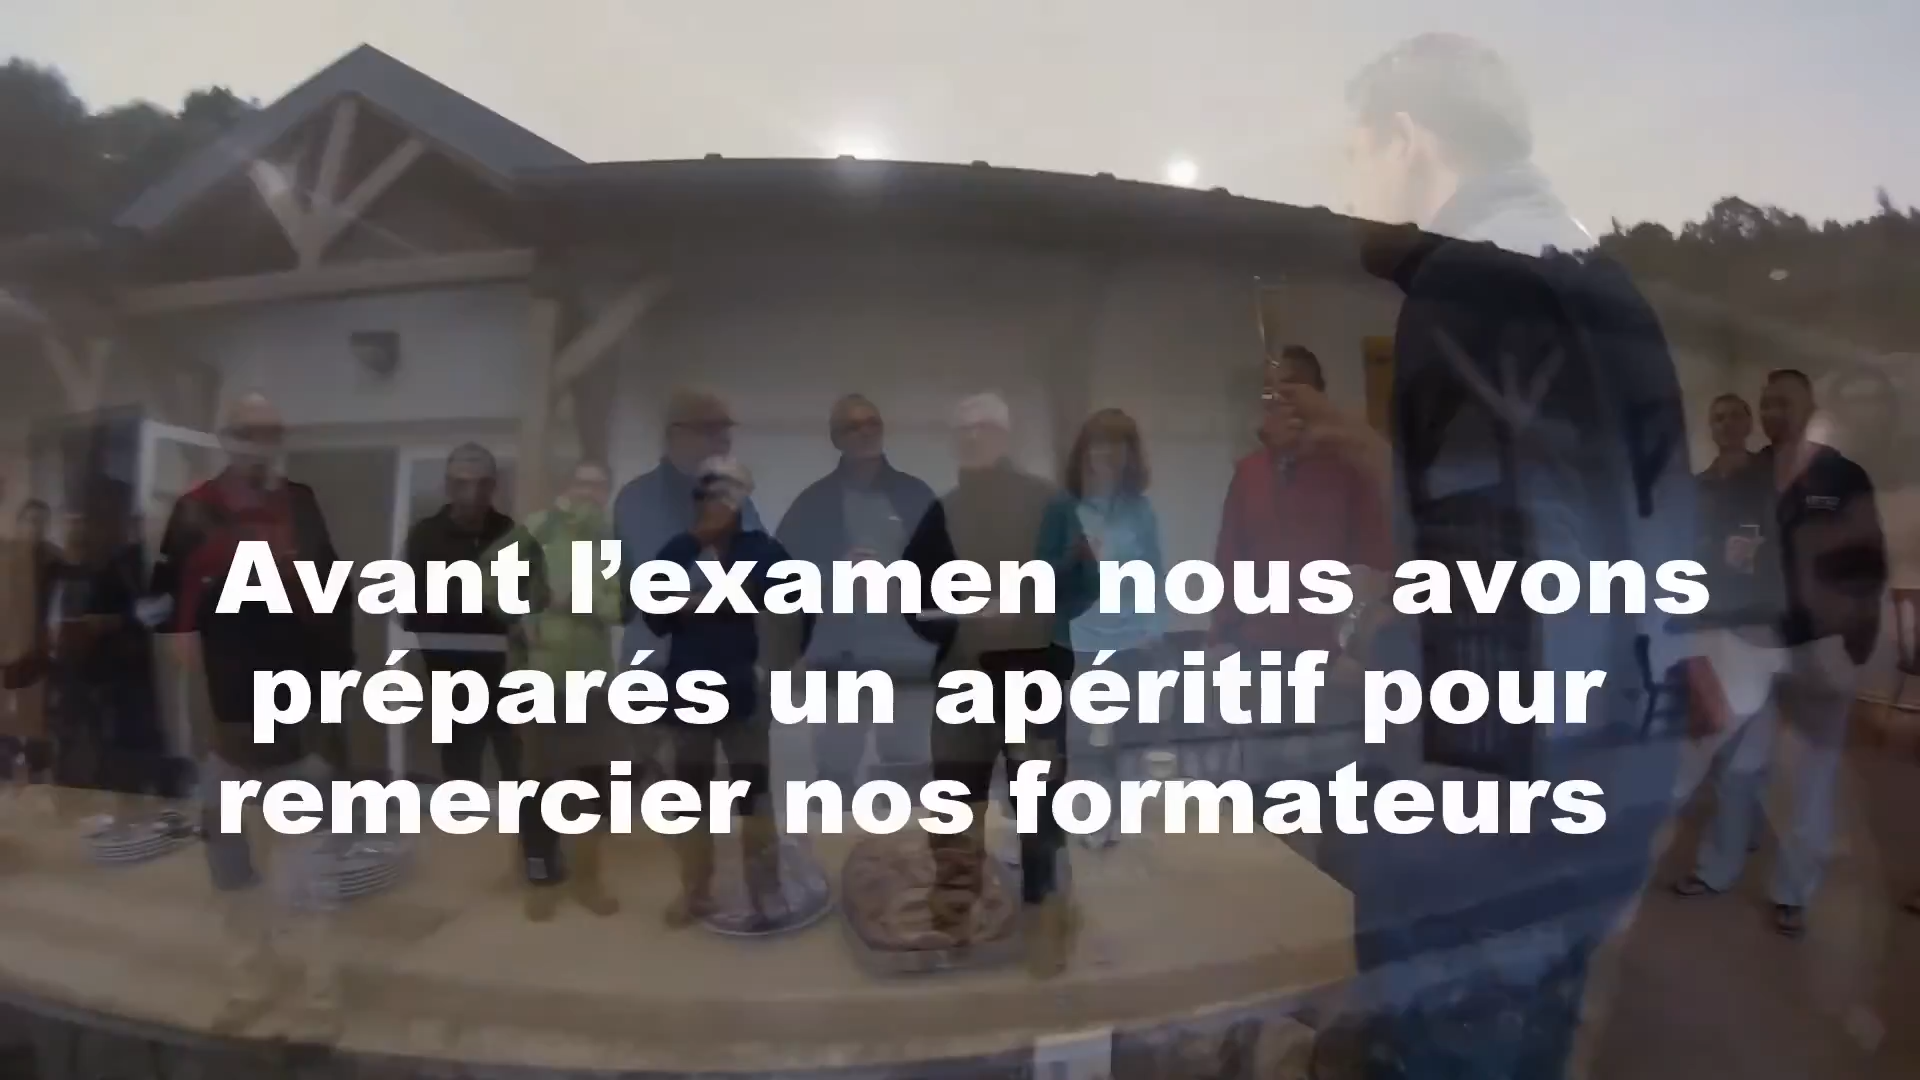 Avant l’examen nous avons
préparés un apéritif pour
remercier nos formateurs